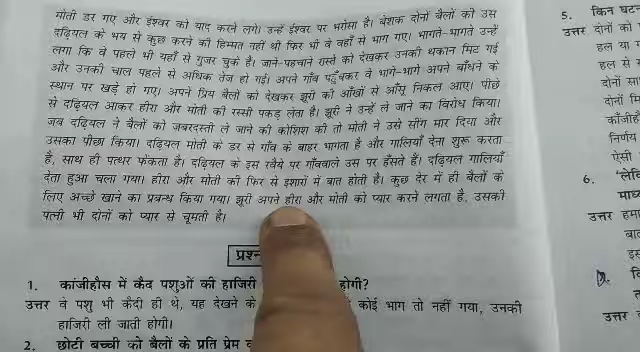 मोती डर गए और ईश्वर को याद करने लगे। उन्हें ईश्वर पर भरोसा है। बेशक दोनों बैलों को उस
दढ़ियल के भय से कुछ करने की हिम्मत नहीं थी फिर भी वे वहाँ से भाग गए। भागते-भागते उन्हें
लगा कि वे पहले भी यहाँ से गुजर चुके हैं। जाने-पहचाने रास्ते को देखकर उनकी थकान मिट गई
और उनकी चाल पहले से अधिक तेज हो गई। अपने गाँव पहुँचकर वे भागे-भागे अपने बाँधने के
स्थान पर खड़े हो गए। अपने प्रिय बैलों को देखकर झूरी की आँखों से आँसू निकल आए। पीछे
से दढ़ियल आकर हीरा और मोती की रस्सी पकड़ लेता है। झूरी ने उन्हें ले जाने का विरोध किया।
जब दढ़ियल ने बैलों को जबरदस्ती ले जाने की कोशिश की तो मोती ने उसे सींग मार दिया और
उसका पीछा किया। दढ़ियल मोती के डर से गाँव के बाहर भागता है और गालियाँ देना शुरू करता
है, साथ ही पत्थर फेंकता है। दढ़ियल के इस रवैये पर गाँववाले उस पर हँसते हैं। दढ़ियल गालियाँ
देता हुआ चला गया। हीरा और मोती की फिर से इशारों में बात होती है। कुछ देर में ही बैलों के
लिए अच्छे खाने का प्रबन्ध किया गया। झूरी अपने हीरा और मोती को प्यार करने लगता है, उसकी
पत्नी भी दोनों को प्यार से चूमती है।
प्रश्न
1. कांजीहौस में कैद पशुओं की हाजिरी होगी?
उत्तर वे पशु भी कैदी ही थे, यह देखने के कोई भाग तो नहीं गया, उनकी
हाजिरी ली जाती होगी।
2. छोटी बच्ची को बैलों के प्रति प्रेम
5. किन घटन
उत्तर दोनों को
हल या
हल से
दोनों सा
दोनों मि
काँजीह
निर्णय
ऐसी
6. 'लेकि
माध्य
उत्तर हमा
बात
इस
उत्तर